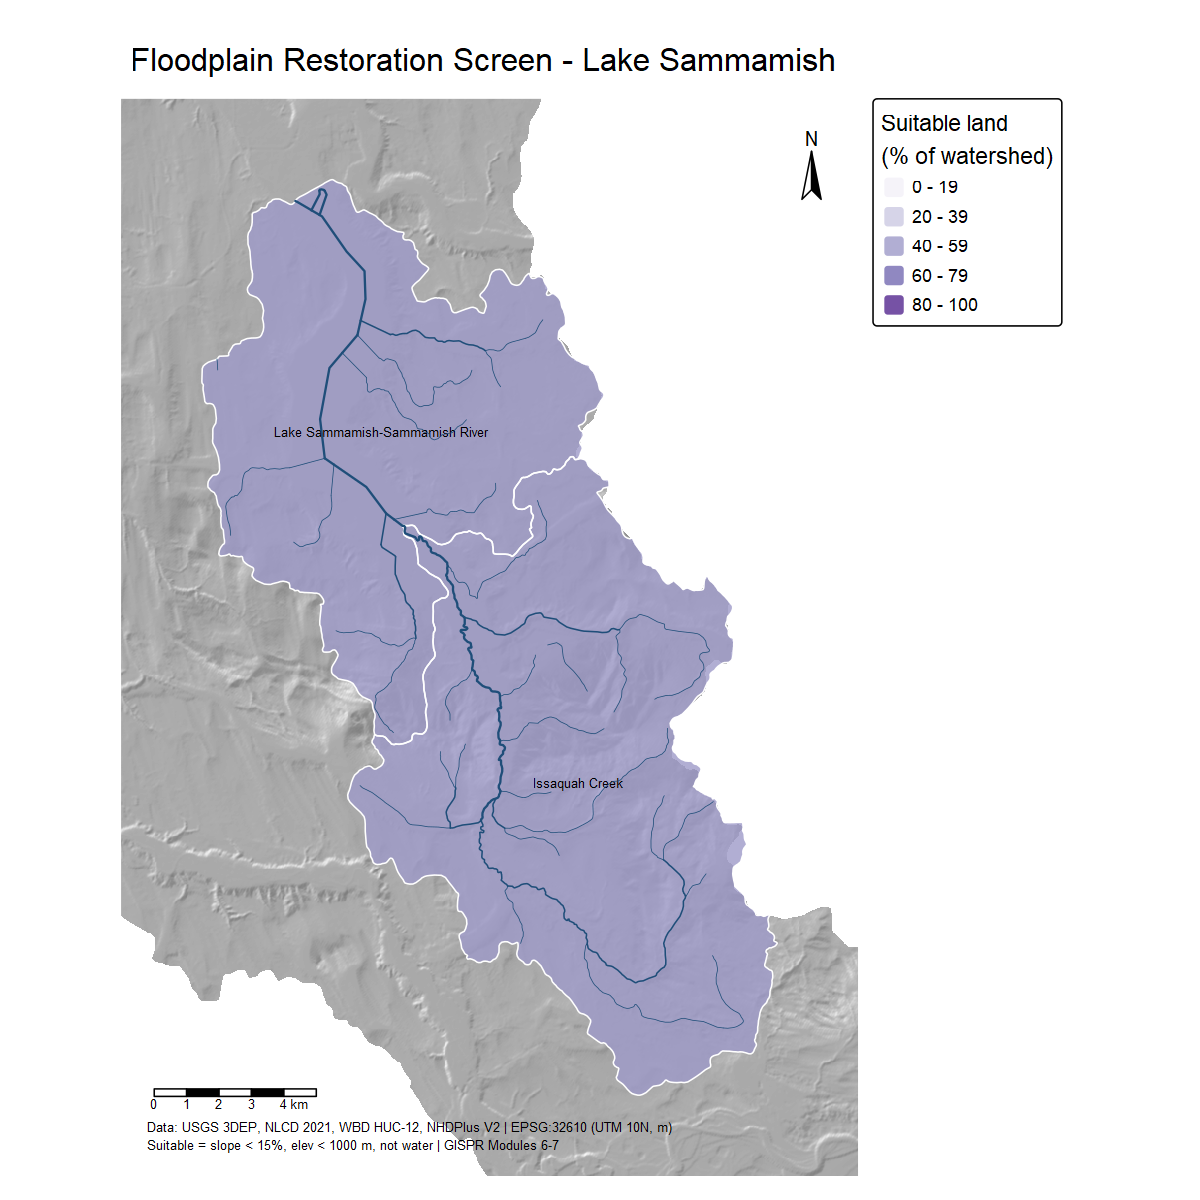 Floodplain Restoration Screen - Lake Sammamish
N
Suitable land
(% of watershed)
0 - 19
20 - 39
40 - 59
60 - 79
80 - 100
Lake Sammamish-Sammamish River
Issaquah Creek
0 1 2 3 4 km
Data: USGS 3DEP, NLCD 2021, WBD HUC-12, NHDPlus V2 | EPSG:32610 (UTM 10N, m)
Suitable = slope < 15%, elev < 1000 m, not water | GISPR Modules 6-7